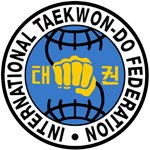 INTERNATIONAL TAEKWON-DO FEDERATION
태권